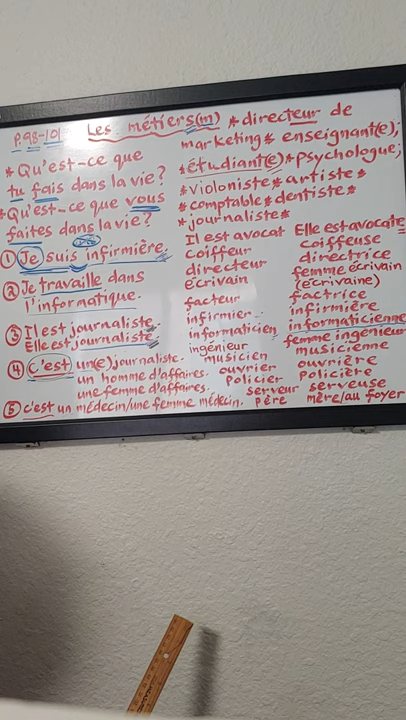 P.98-101 Les métiers(m) * directeur de
marketing * enseignant(e);
* étudiant(e) * psychologue;
* violoniste * artiste *
* comptable * dentiste *
* journaliste *
* Qu'est-ce que
tu fais dans la vie?
* Qu'est-ce que vous
faites dans la vie?
① Je suis infirmière.
② Je travaille dans
l'informatique.
③ Il est journaliste.
Elle est journaliste.
④ c'est un(e) journaliste.
un homme d'affaires.
une femme d'affaires.
⑤ c'est un médecin/une femme médecin.
Il est avocat Elle est avocate
coiffeur coiffeuse
directeur directrice
écrivain femme écrivain
(écrivaine)
facteur factrice
infirmier infirmière
informaticien informaticienne
ingénieur femme ingénieur
musicien musicienne
ouvrier ouvrière
policier policière
serveur serveuse
père mère/au foyer